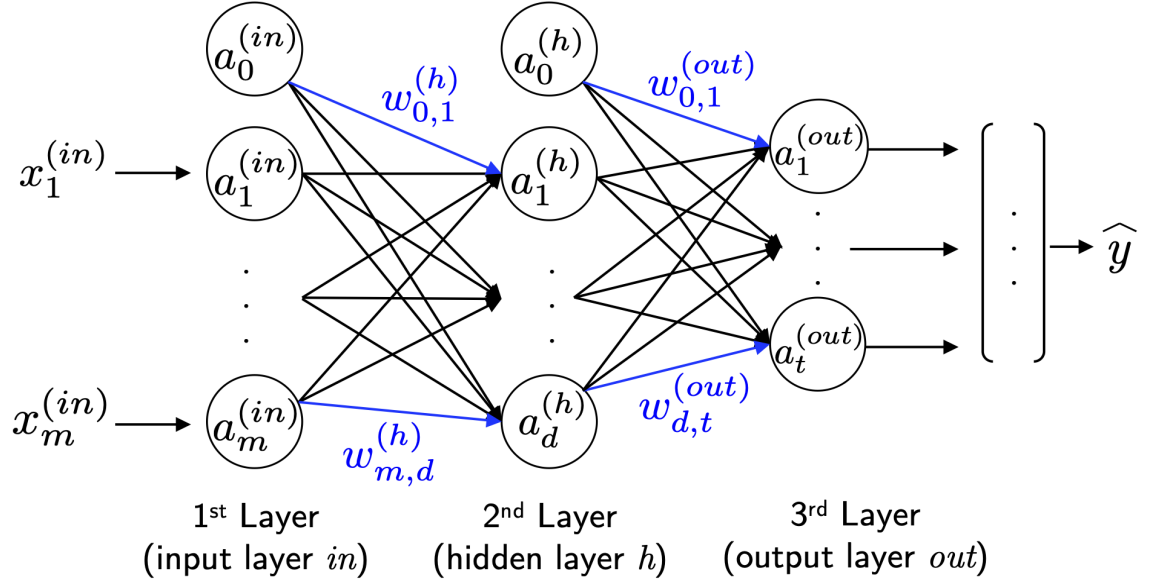 a_0^{(in)}
a_0^{(h)}
w_{0,1}^{(h)}
w_{0,1}^{(out)}
x_1^{(in)}
a_1^{(in)}
a_1^{(h)}
a_1^{(out)}
ŷ
a_t^{(out)}
x_m^{(in)}
a_m^{(in)}
a_d^{(h)}
w_{m,d}^{(h)}
w_{d,t}^{(out)}
1st Layer
(input layer in)
2nd Layer
(hidden layer h)
3rd Layer
(output layer out)